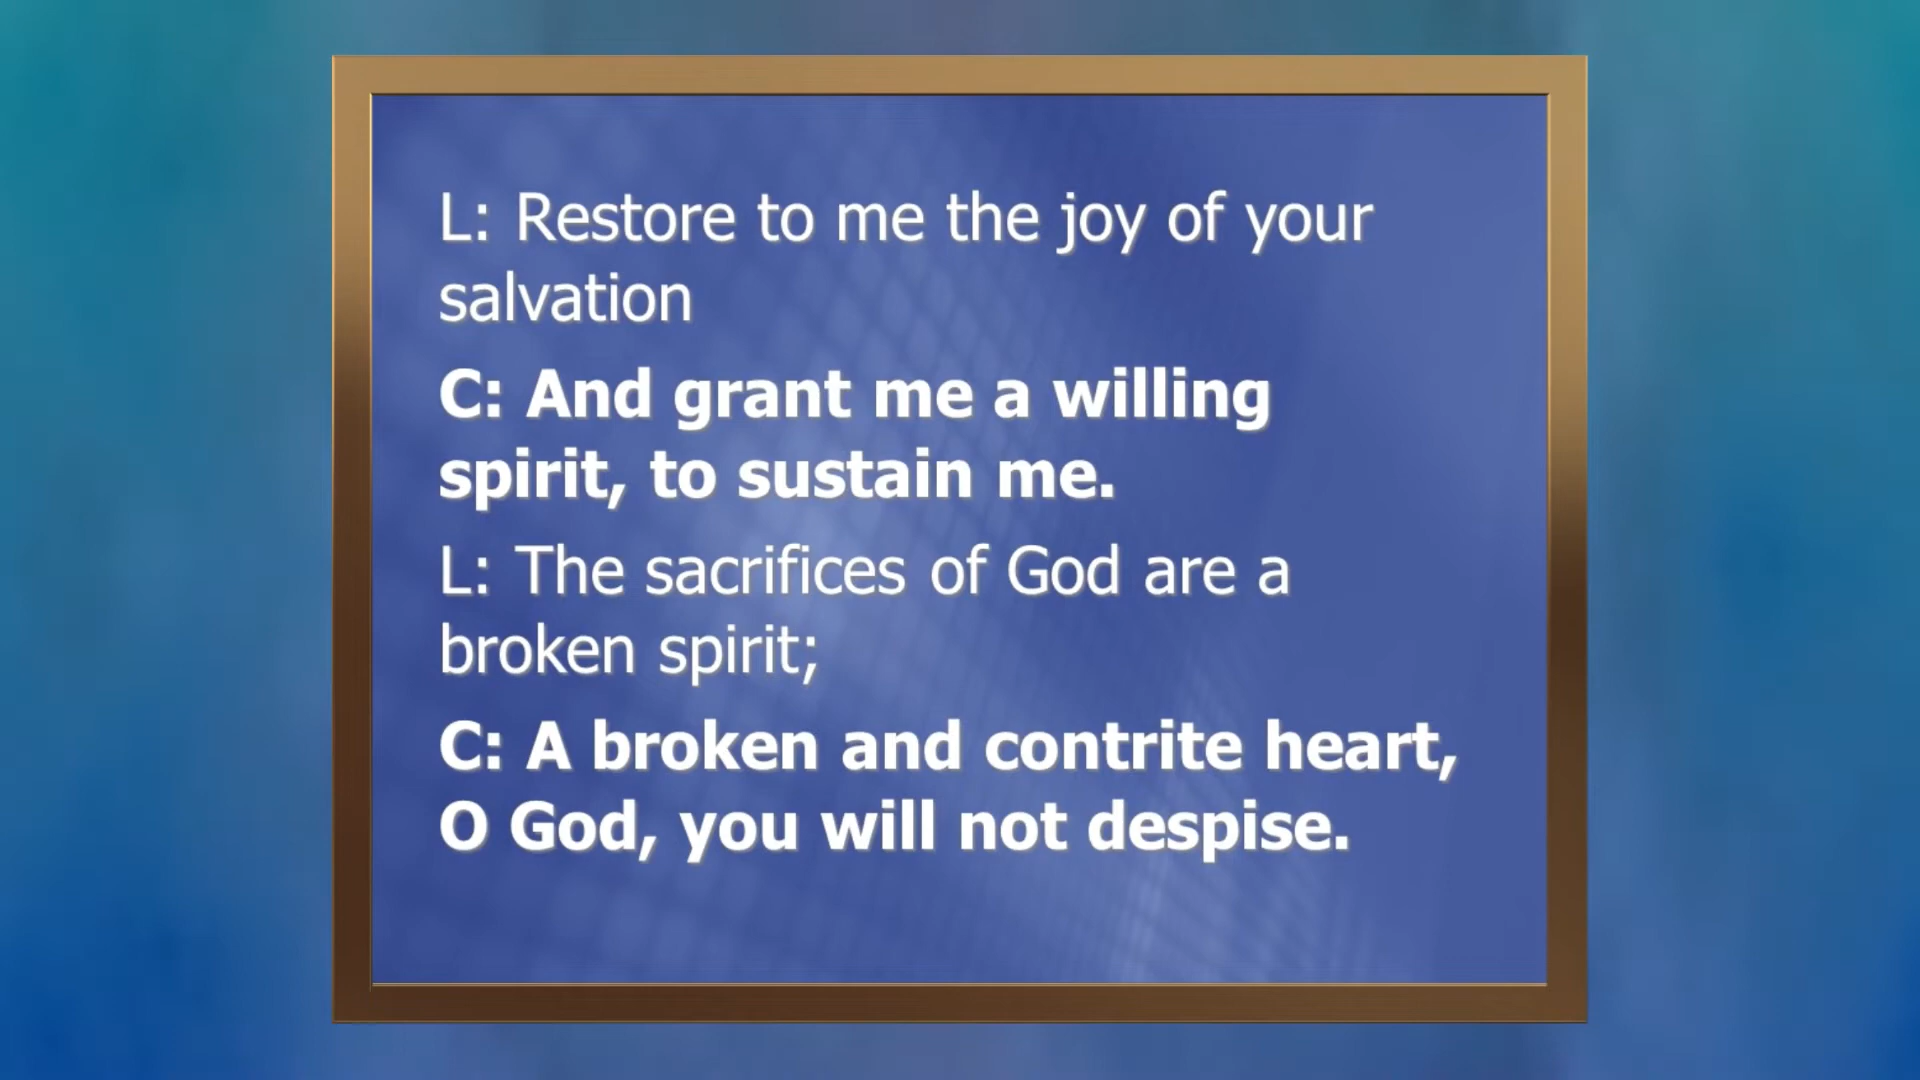 L: Restore to me the joy of your
salvation
C: And grant me a willing
spirit, to sustain me.
L: The sacrifices of God are a
broken spirit;
C: A broken and contrite heart,
O God, you will not despise.